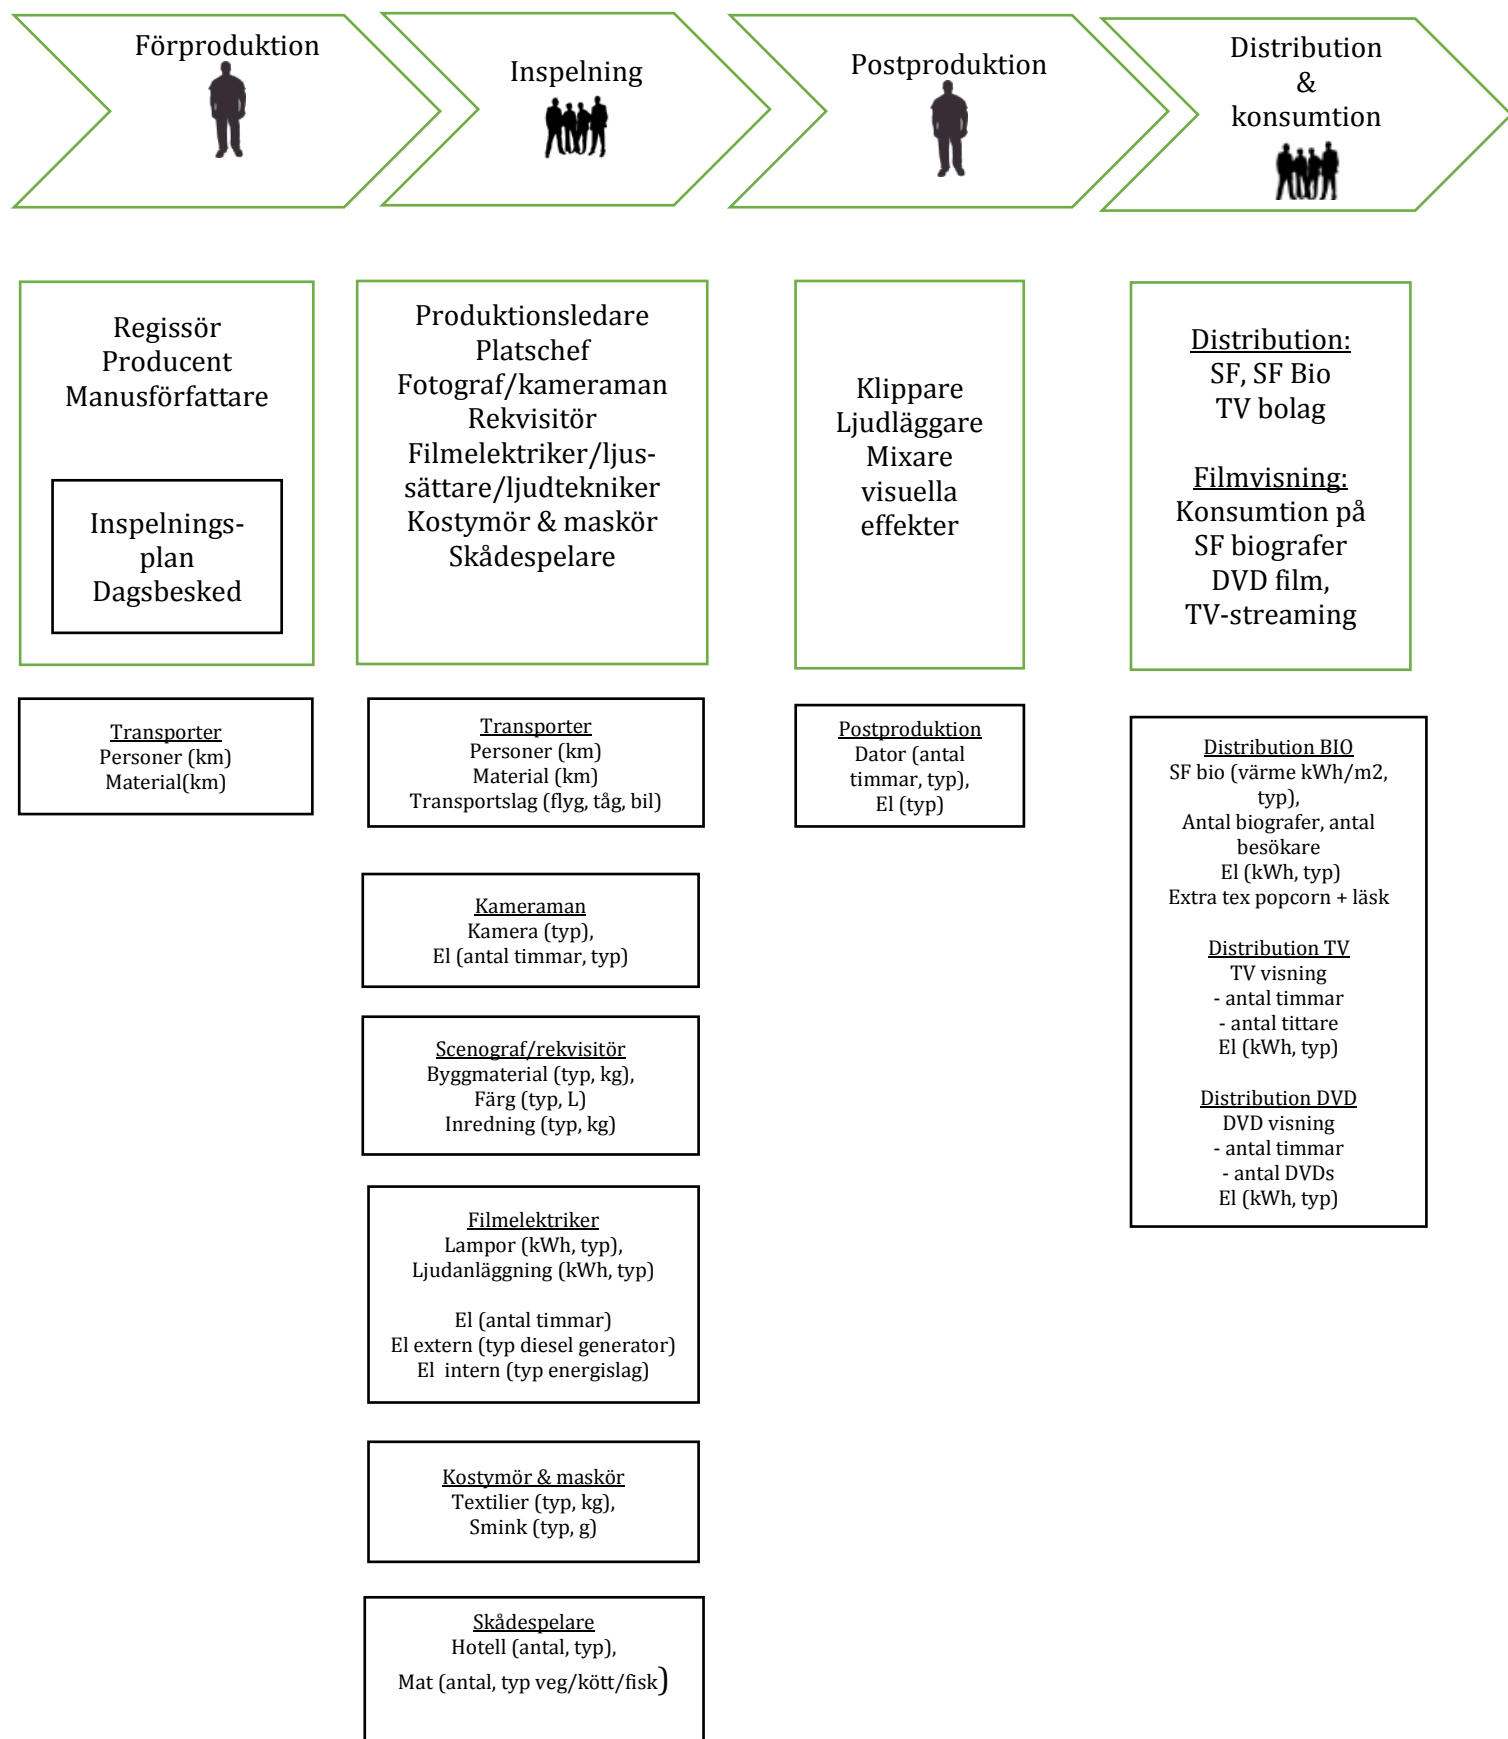 Förproduktion
Inspelning
Postproduktion
Distribution
&
konsumtion
Regissör
Producent
Manusförfattare
Inspelnings-
plan
Dagsbesked
Produktionsledare
Platschef
Fotograf/kameraman
Rekvisitör
Filmelektriker/ljus-
sättare/ljudtekniker
Kostymör & maskör
Skådespelare
Klippare
Ljudläggare
Mixare
visuella
effekter
Distribution:
SF, SF Bio
TV bolag
Filmvisning:
Konsumtion på
SF biografer
DVD film,
TV-streaming
Transporter
Personer (km)
Material(km)
Transporter
Personer (km)
Material (km)
Transportslag (flyg, tåg, bil)
Kameraman
Kamera (typ),
El (antal timmar, typ)
Scenograf/rekvisitör
Byggmaterial (typ, kg),
Färg (typ, L)
Inredning (typ, kg)
Filmelektriker
Lampor (kWh, typ),
Ljudanläggning (kWh, typ)
El (antal timmar)
El extern (typ diesel generator)
El  intern (typ energislag)
Kostymör & maskör
Textilier (typ, kg),
Smink (typ, g)
Skådespelare
Hotell (antal, typ),
Mat (antal, typ veg/kött/fisk)
Postproduktion
Dator (antal
timmar, typ),
El (typ)
Distribution BIO
SF bio (värme kWh/m2,
typ),
Antal biografer, antal
besökare
El (kWh, typ)
Extra tex popcorn + läsk
Distribution TV
TV visning
- antal timmar
- antal tittare
El (kWh, typ)
Distribution DVD
DVD visning
- antal timmar
- antal DVDs
El (kWh, typ)